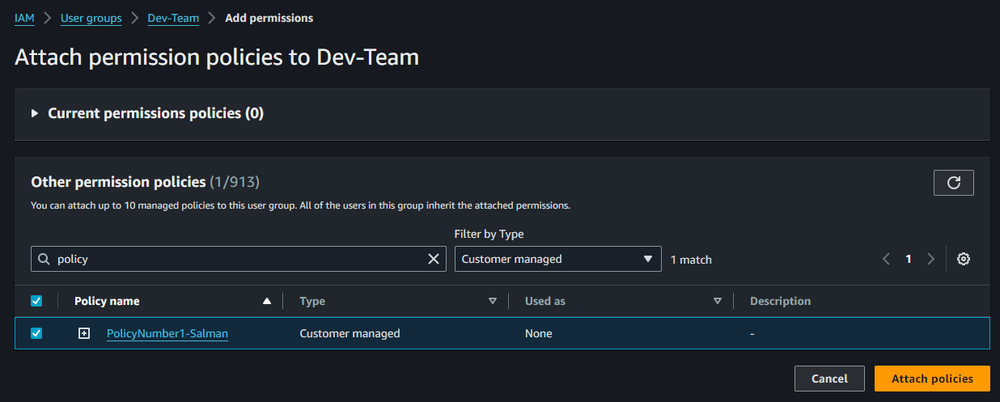 IAM > User groups > Dev-Team > Add permissions
Attach permission policies to Dev-Team
Current permissions policies (0)
Other permission policies (1/913)
You can attach up to 10 managed policies to this user group. All of the users in this group inherit the attached permissions.
Filter by Type
policy Customer managed 1 match 1
Policy name Type Used as Description
PolicyNumber1-Salman Customer managed None -
Cancel Attach policies